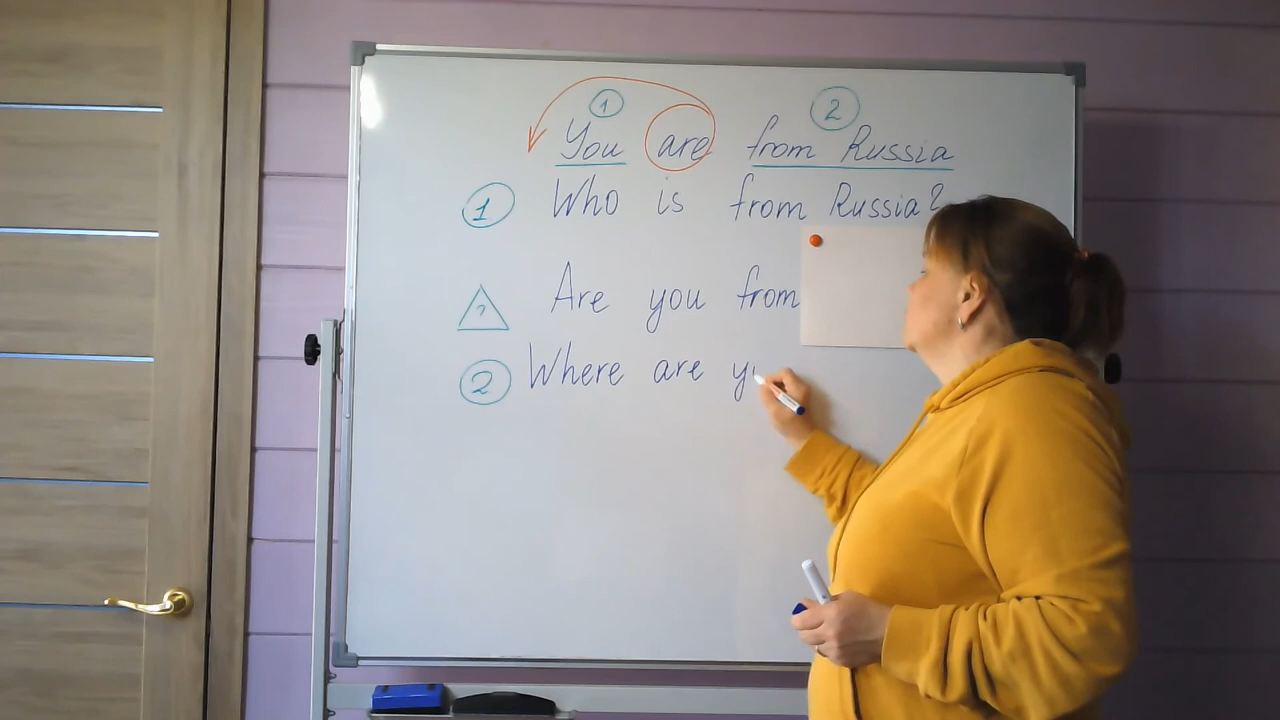 1 2
You are from Russia
1 Who is from Russia?
? Are you from
2 Where are y